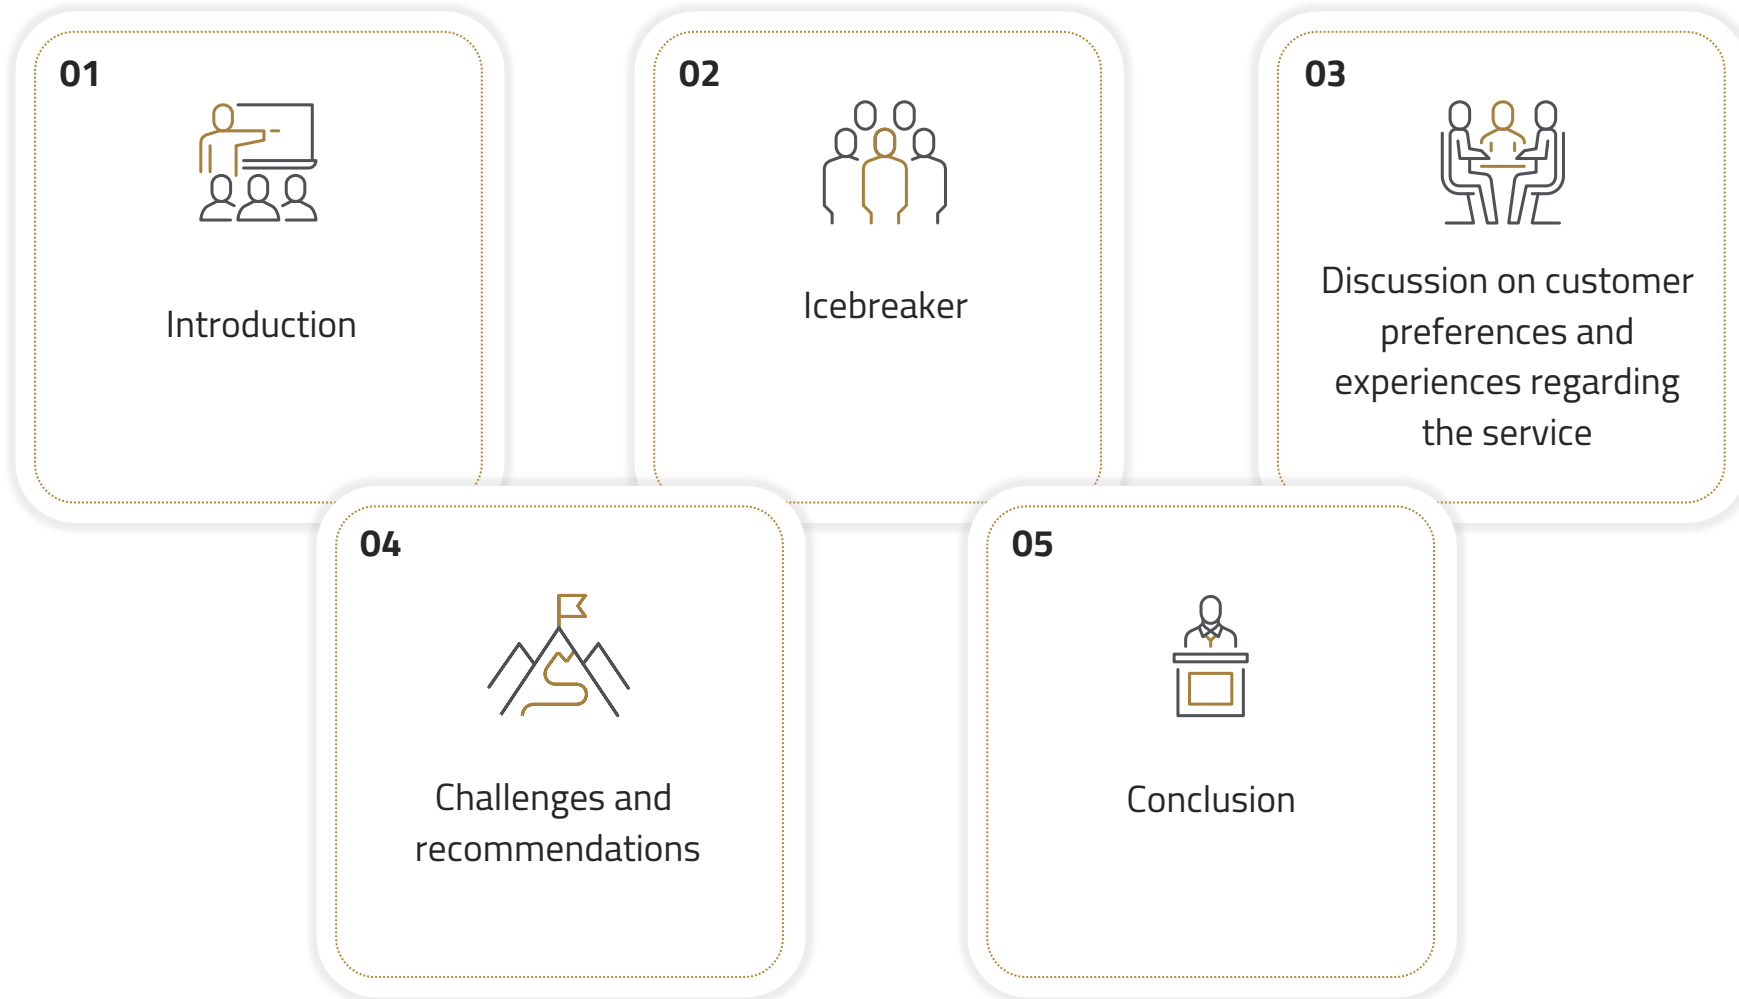 01
Introduction
02
Icebreaker
03
Discussion on customer
preferences and
experiences regarding
the service
04
Challenges and
recommendations
05
Conclusion